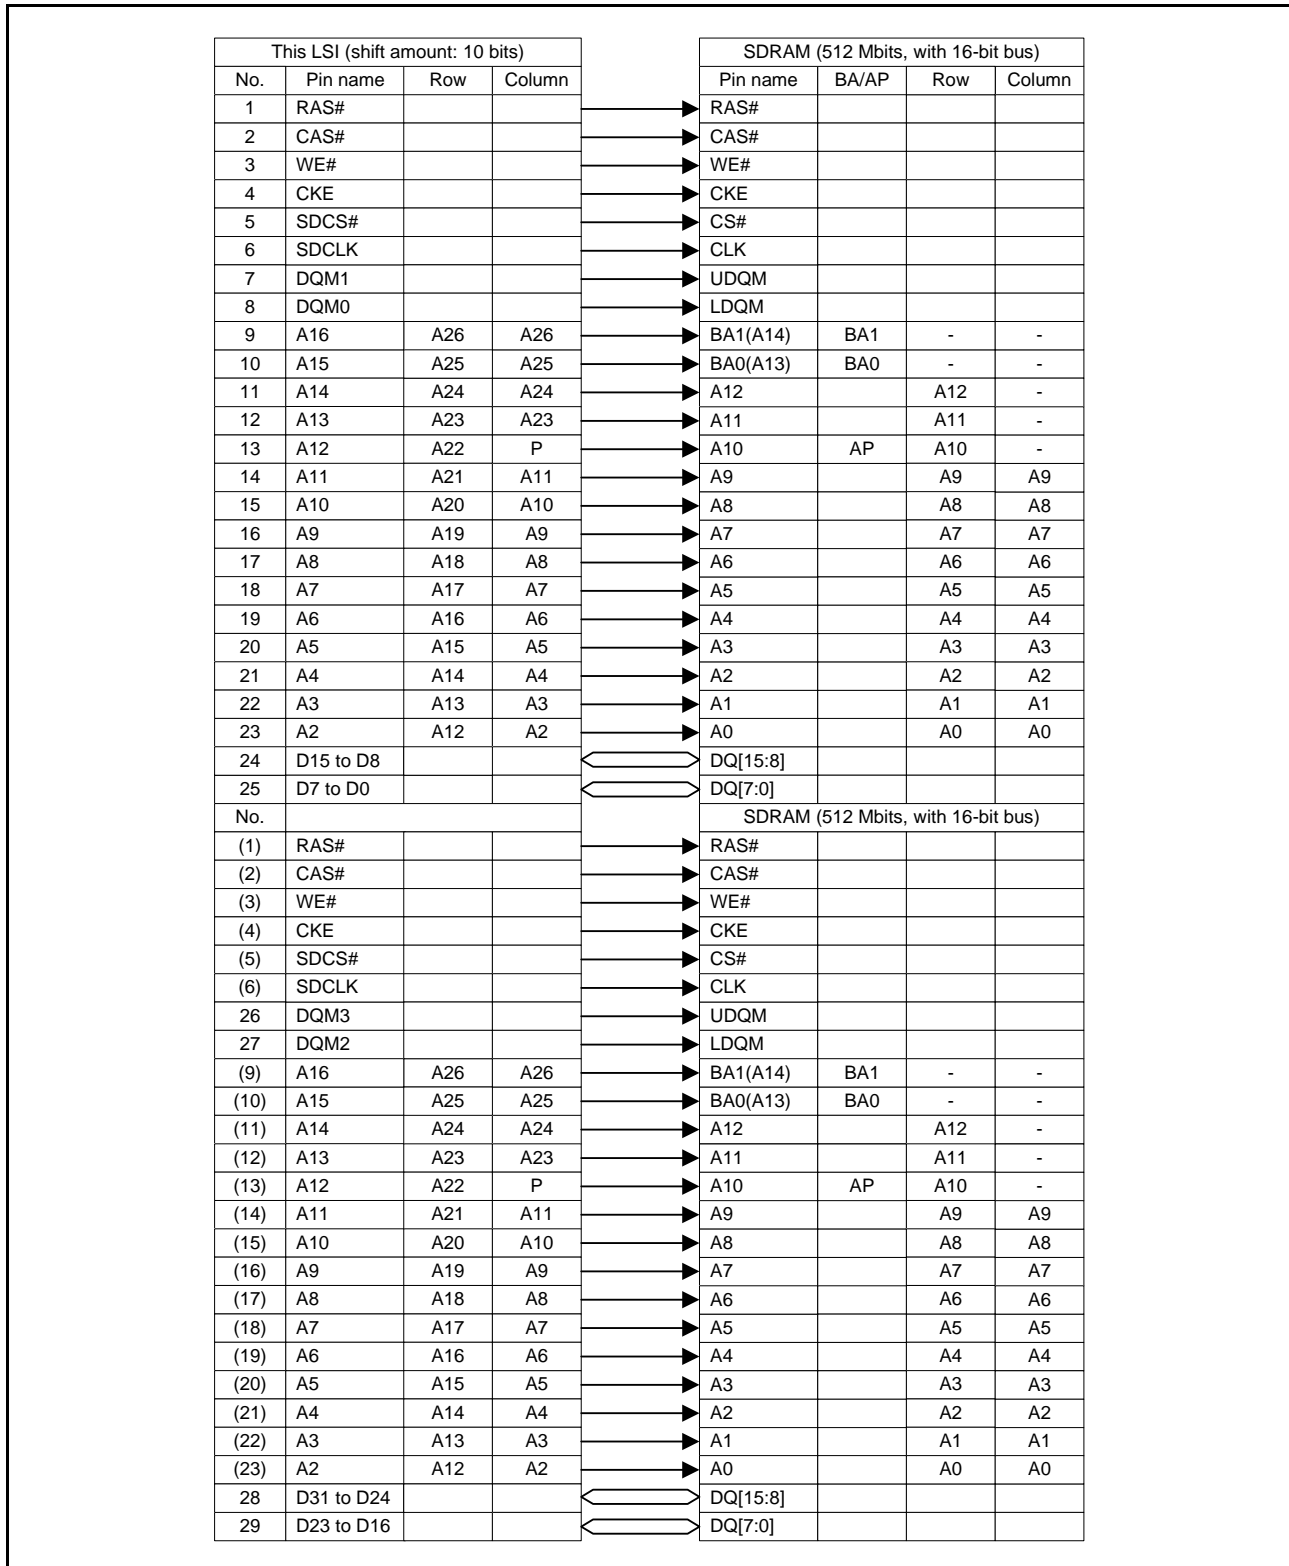 This LSI (shift amount: 10 bits) SDRAM (512 Mbits, with 16-bit bus)
No. Pin name Row Column Pin name BA/AP Row Column
1 RAS# RAS#
2 CAS# CAS#
3 WE# WE#
4 CKE CKE
5 SDCS# CS#
6 SDCLK CLK
7 DQM1 UDQM
8 DQM0 LDQM
9 A16 A26 A26 BA1(A14) BA1 - -
10 A15 A25 A25 BA0(A13) BA0 - -
11 A14 A24 A24 A12 A12 -
12 A13 A23 A23 A11 A11 -
13 A12 A22 P A10 AP A10 -
14 A11 A21 A11 A9 A9 A9
15 A10 A20 A10 A8 A8 A8
16 A9 A19 A9 A7 A7 A7
17 A8 A18 A8 A6 A6 A6
18 A7 A17 A7 A5 A5 A5
19 A6 A16 A6 A4 A4 A4
20 A5 A15 A5 A3 A3 A3
21 A4 A14 A4 A2 A2 A2
22 A3 A13 A3 A1 A1 A1
23 A2 A12 A2 A0 A0 A0
24 D15 to D8 DQ[15:8]
25 D7 to D0 DQ[7:0]
No. SDRAM (512 Mbits, with 16-bit bus)
(1) RAS# RAS#
(2) CAS# CAS#
(3) WE# WE#
(4) CKE CKE
(5) SDCS# CS#
(6) SDCLK CLK
26 DQM3 UDQM
27 DQM2 LDQM
(9) A16 A26 A26 BA1(A14) BA1 - -
(10) A15 A25 A25 BA0(A13) BA0 - -
(11) A14 A24 A24 A12 A12 -
(12) A13 A23 A23 A11 A11 -
(13) A12 A22 P A10 AP A10 -
(14) A11 A21 A11 A9 A9 A9
(15) A10 A20 A10 A8 A8 A8
(16) A9 A19 A9 A7 A7 A7
(17) A8 A18 A8 A6 A6 A6
(18) A7 A17 A7 A5 A5 A5
(19) A6 A16 A6 A4 A4 A4
(20) A5 A15 A5 A3 A3 A3
(21) A4 A14 A4 A2 A2 A2
(22) A3 A13 A3 A1 A1 A1
(23) A2 A12 A2 A0 A0 A0
28 D31 to D24 DQ[15:8]
29 D23 to D16 DQ[7:0]